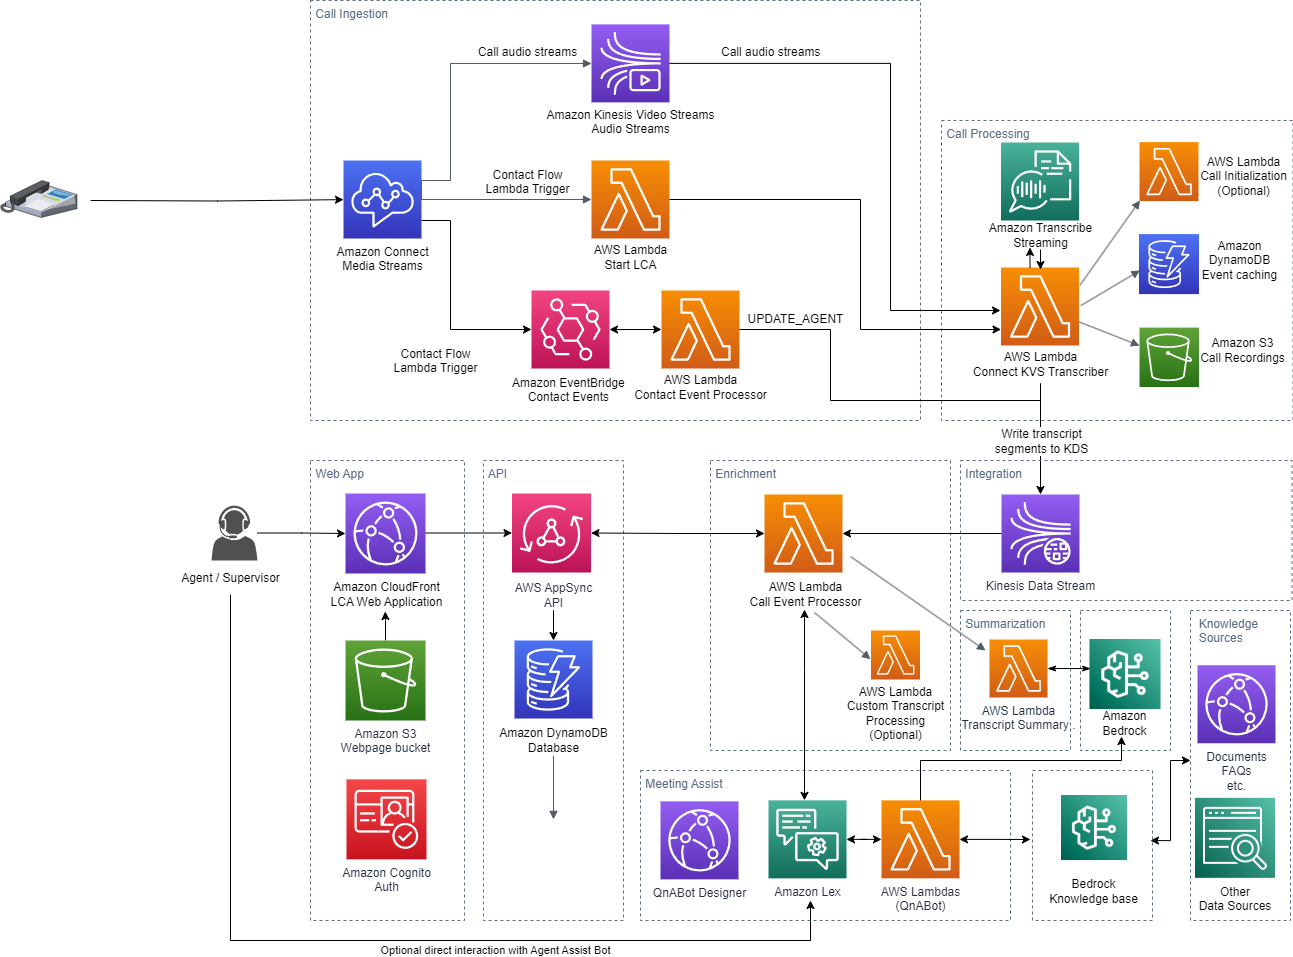 Call Ingestion
Call audio streams
Call audio streams
Amazon Kinesis Video Streams
Audio Streams
Contact Flow
Lambda Trigger
Amazon Connect
Media Streams
AWS Lambda
Start LCA
Contact Flow
Lambda Trigger
Amazon EventBridge
Contact Events
AWS Lambda
Contact Event Processor
UPDATE_AGENT
Call Processing
Amazon Transcribe
Streaming
AWS Lambda
Call Initialization
(Optional)
Amazon
DynamoDB
Event caching
Amazon S3
Call Recordings
AWS Lambda
Connect KVS Transcriber
Write transcript
segments to KDS
Agent / Supervisor
Web App
Amazon CloudFront
LCA Web Application
Amazon S3
Webpage bucket
Amazon Cognito
Auth
API
AWS AppSync
API
Amazon DynamoDB
Database
Enrichment
AWS Lambda
Call Event Processor
AWS Lambda
Custom Transcript
Processing
(Optional)
Integration
Kinesis Data Stream
Summarization
AWS Lambda
Transcript Summary
Amazon
Bedrock
Knowledge
Sources
Documents
FAQs
etc.
Other
Data Sources
Meeting Assist
QnABot Designer
Amazon Lex
AWS Lambdas
(QnABot)
Bedrock
Knowledge base
Optional direct interaction with Agent Assist Bot